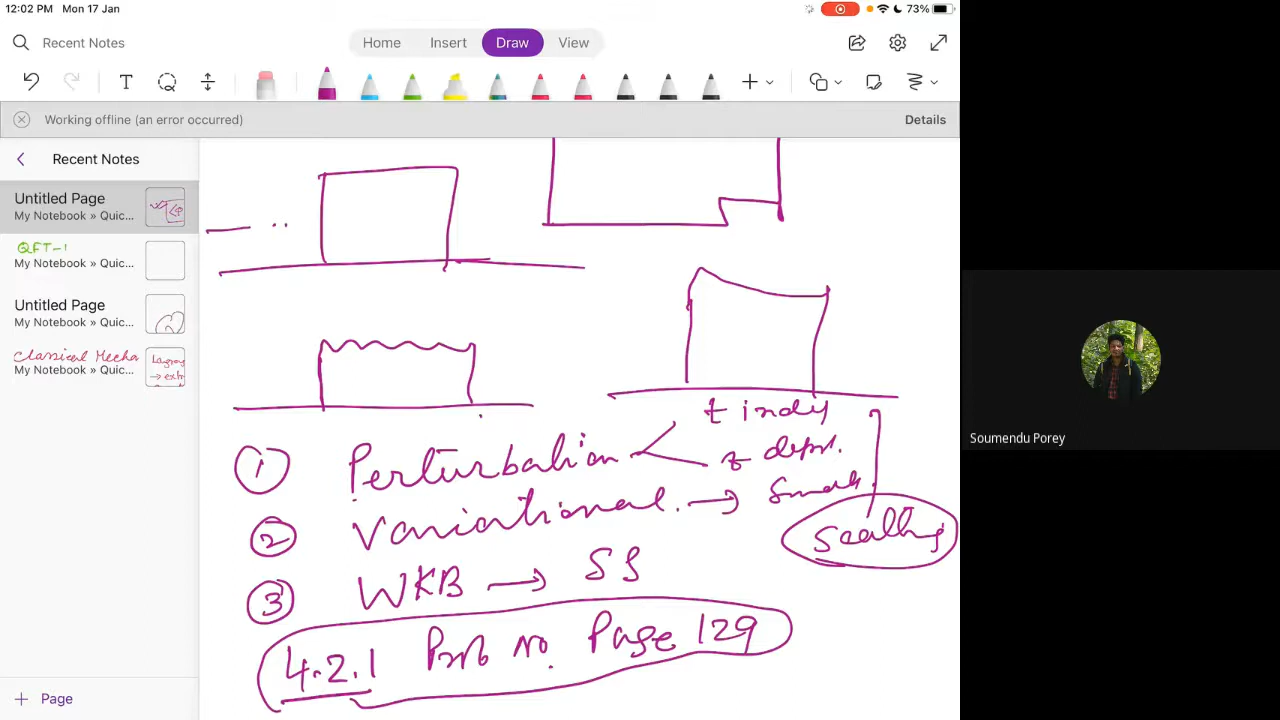 12:02 PM Mon 17 Jan
73%
Recent Notes
Home Insert Draw View
Working offline (an error occurred)
Details
Recent Notes
Untitled Page
My Notebook » Quic...
QFT-1
My Notebook » Quic...
Untitled Page
My Notebook » Quic...
Classical Mecha
My Notebook » Quic...
Page
t indep
① Perturbation
t depnt.
② Variational. → Small.
Scattering
③ WKB → SS
4.2.1 Prob no. Page 129
Soumendu Porey